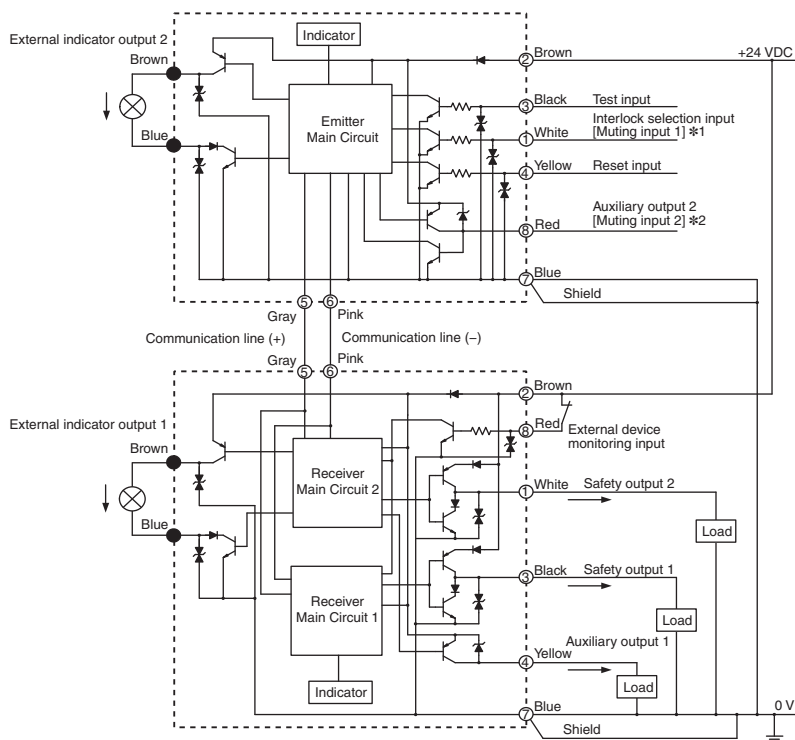 External indicator output 2
Indicator
Brown
② Brown
+24 VDC
Emitter
Main Circuit
③ Black
Test input
Interlock selection input
① White
[Muting input 1] ✻1
④ Yellow
Reset input
Blue
Auxiliary output 2
⑧ Red
[Muting input 2] ✻2
⑦ Blue
Shield
⑤ ⑥
Gray
Pink
Communication line (+)
Communication line (−)
Gray
Pink
⑤ ⑥
External indicator output 1
② Brown
⑧ Red
External device
monitoring input
Brown
Receiver
Main Circuit 2
① White
Safety output 2
Load
Blue
Receiver
Main Circuit 1
③ Black
Safety output 1
Load
Auxiliary output 1
④ Yellow
Load
Indicator
⑦ Blue
0 V
Shield